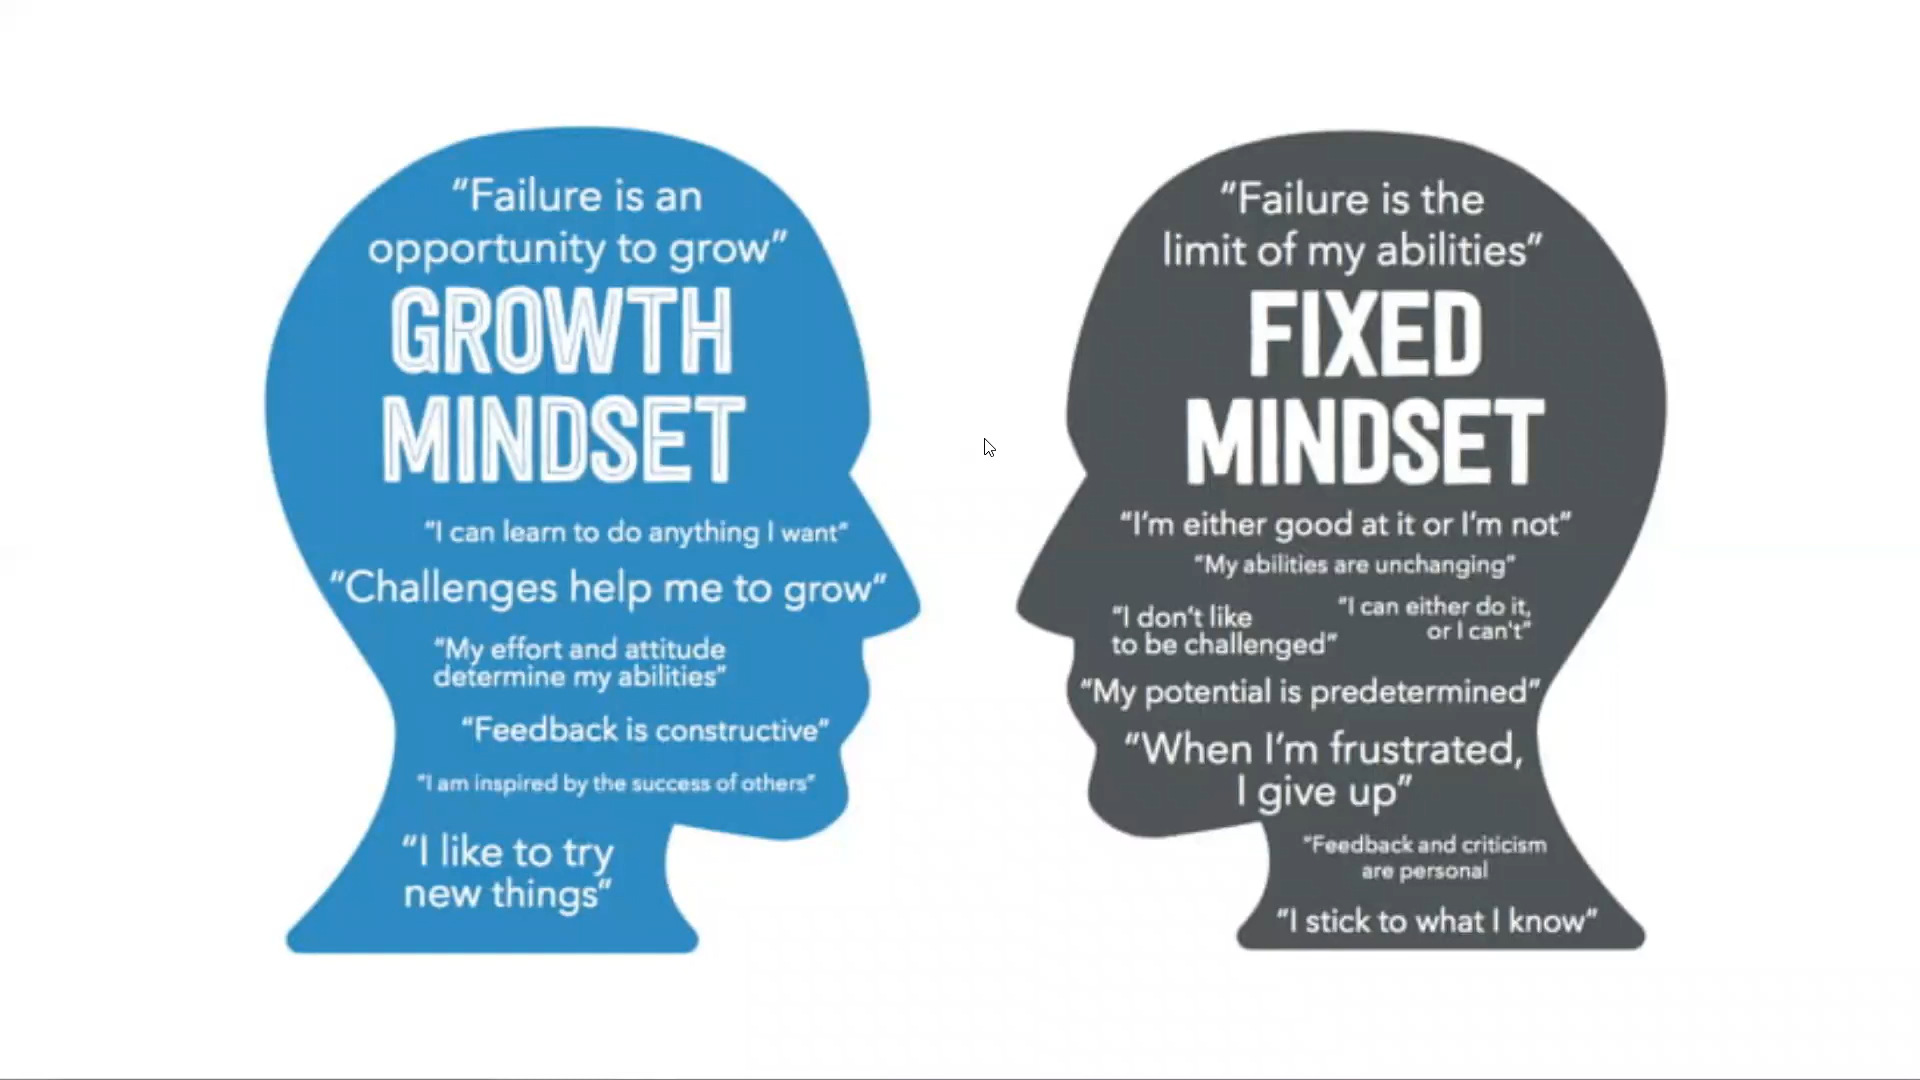 “Failure is an
opportunity to grow”
GROWTH
MINDSET
“I can learn to do anything I want”
“Challenges help me to grow”
“My effort and attitude
determine my abilities”
“Feedback is constructive”
“I am inspired by the success of others”
“I like to try
new things”
“Failure is the
limit of my abilities”
FIXED
MINDSET
“I’m either good at it or I’m not”
“My abilities are unchanging”
“I don’t like
to be challenged”
“I can either do it,
or I can't”
“My potential is predetermined”
“When I’m frustrated,
I give up”
“Feedback and criticism
are personal
“I stick to what I know”